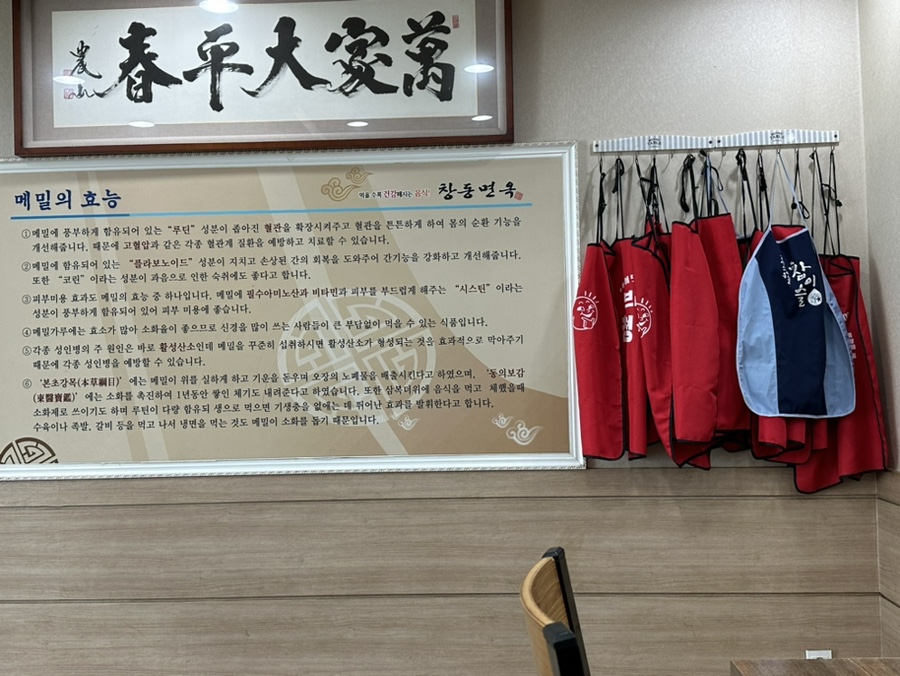 萬家大平春
農山
먹을 수록 건강해지는 음식!
창동면옥
메밀의 효능
①메밀에 풍부하게 함유되어 있는 “루틴” 성분이 좁아진 혈관을 확장시켜주고 혈관을 튼튼하게 하여 몸의 순환 기능을
개선해줍니다. 때문에 고혈압과 같은 각종 혈관계 질환을 예방하고 치료할 수 있습니다.
②메밀에 함유되어 있는 “플라보노이드” 성분이 지치고 손상된 간의 회복을 도와주어 간기능을 강화하고 개선해줍니다.
또한 “코린” 이라는 성분이 과음으로 인한 숙취에도 좋다고 합니다.
③피부미용 효과도 메밀의 효능 중 하나입니다. 메밀에 필수아미노산과 비타민과 피부를 부드럽게 해주는 “시스틴” 이라는
성분이 풍부하게 함유되어 있어 피부 미용에 좋습니다.
④메밀가루에는 효소가 많아 소화율이 좋으므로 신경을 많이 쓰는 사람들이 큰 부담없이 먹을 수 있는 식품입니다.
⑤각종 성인병의 주 원인은 바로 활성산소인데 메밀을 꾸준히 섭취하시면 활성산소가 형성되는 것을 효과적으로 막아주기
때문에 각종 성인병을 예방할 수 있습니다.
⑥ ‘본초강목(本草綱目)’ 에는 메밀이 위를 실하게 하고 기운을 돋우며 오장의 노폐물을 배출시킨다고 하였으며, ‘동의보감
(東醫寶鑑)’ 에는 소화를 촉진하여 1년동안 쌓인 체기도 내려준다고 하였습니다. 또한 삼복더위에 음식을 먹고 체했을때
소화제로 쓰이기도 하며 루틴이 다량 함유되 생으로 먹으면 기생충을 없애는 데 뛰어난 효과를 발휘한다고 합니다.
수육이나 족발, 갈비 등을 먹고 나서 냉면을 먹는 것도 메밀이 소화를 돕기 때문입니다.
참이슬